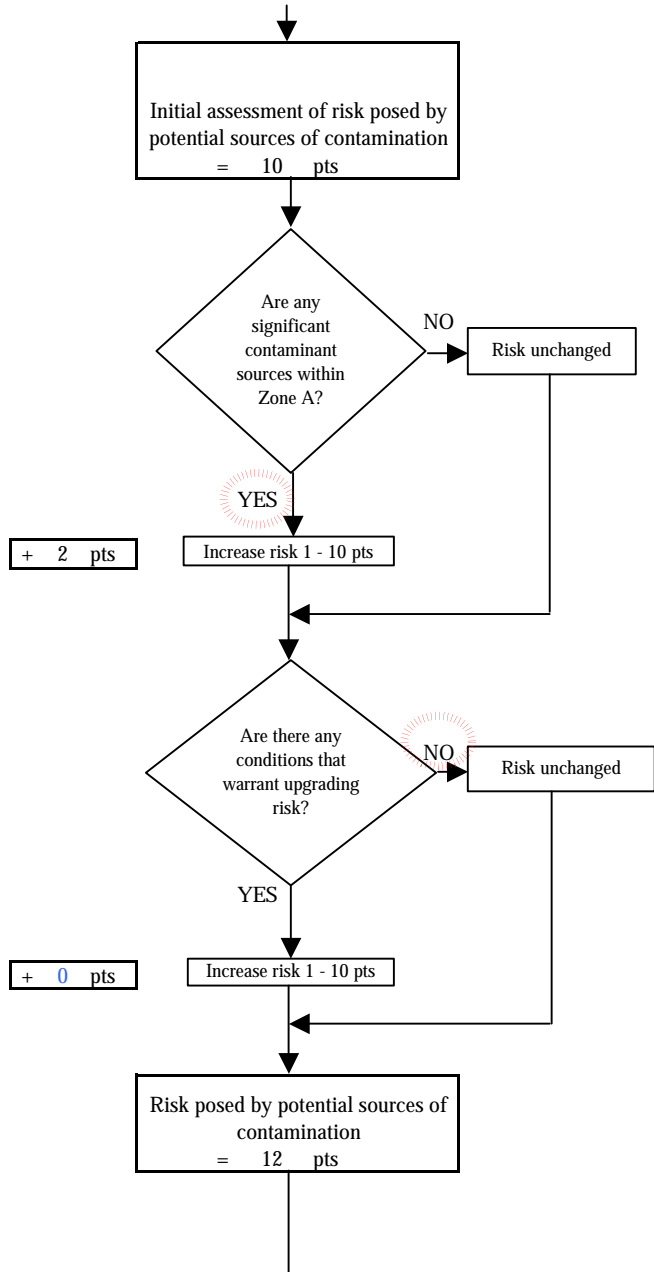 Initial assessment of risk posed by
potential sources of contamination
= 10 pts
Are any
significant
contaminant
sources within
Zone A?
NO
Risk unchanged
YES
+ 2 pts
Increase risk 1 - 10 pts
Are there any
conditions that
warrant upgrading
risk?
NO
Risk unchanged
YES
+ 0 pts
Increase risk 1 - 10 pts
Risk posed by potential sources of
contamination
= 12 pts